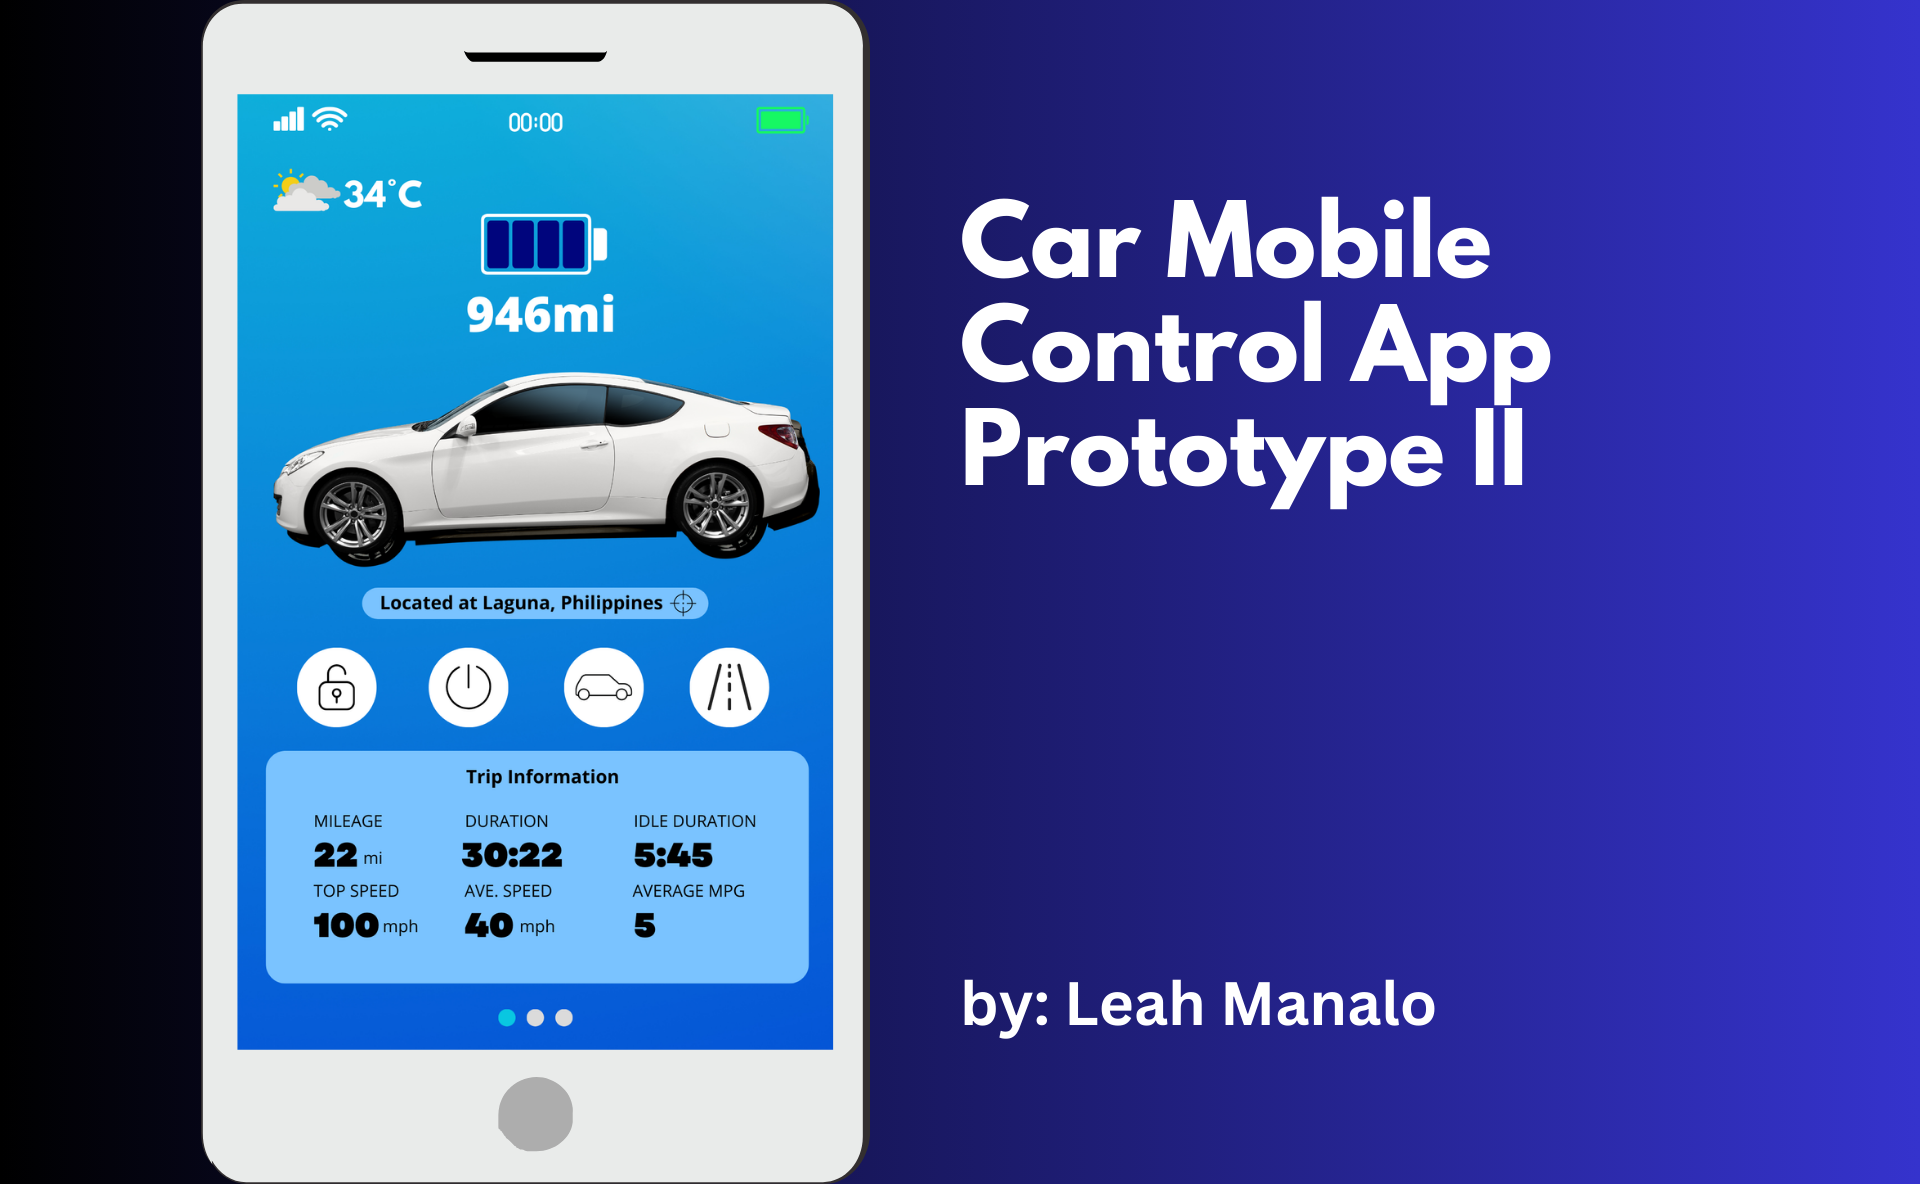 00:00
34°C
946mi
Located at Laguna, Philippines
Trip Information
MILEAGE DURATION IDLE DURATION
22 mi 30:22 5:45
TOP SPEED AVE. SPEED AVERAGE MPG
100 mph 40 mph 5
Car Mobile
Control App
Prototype II
by: Leah Manalo